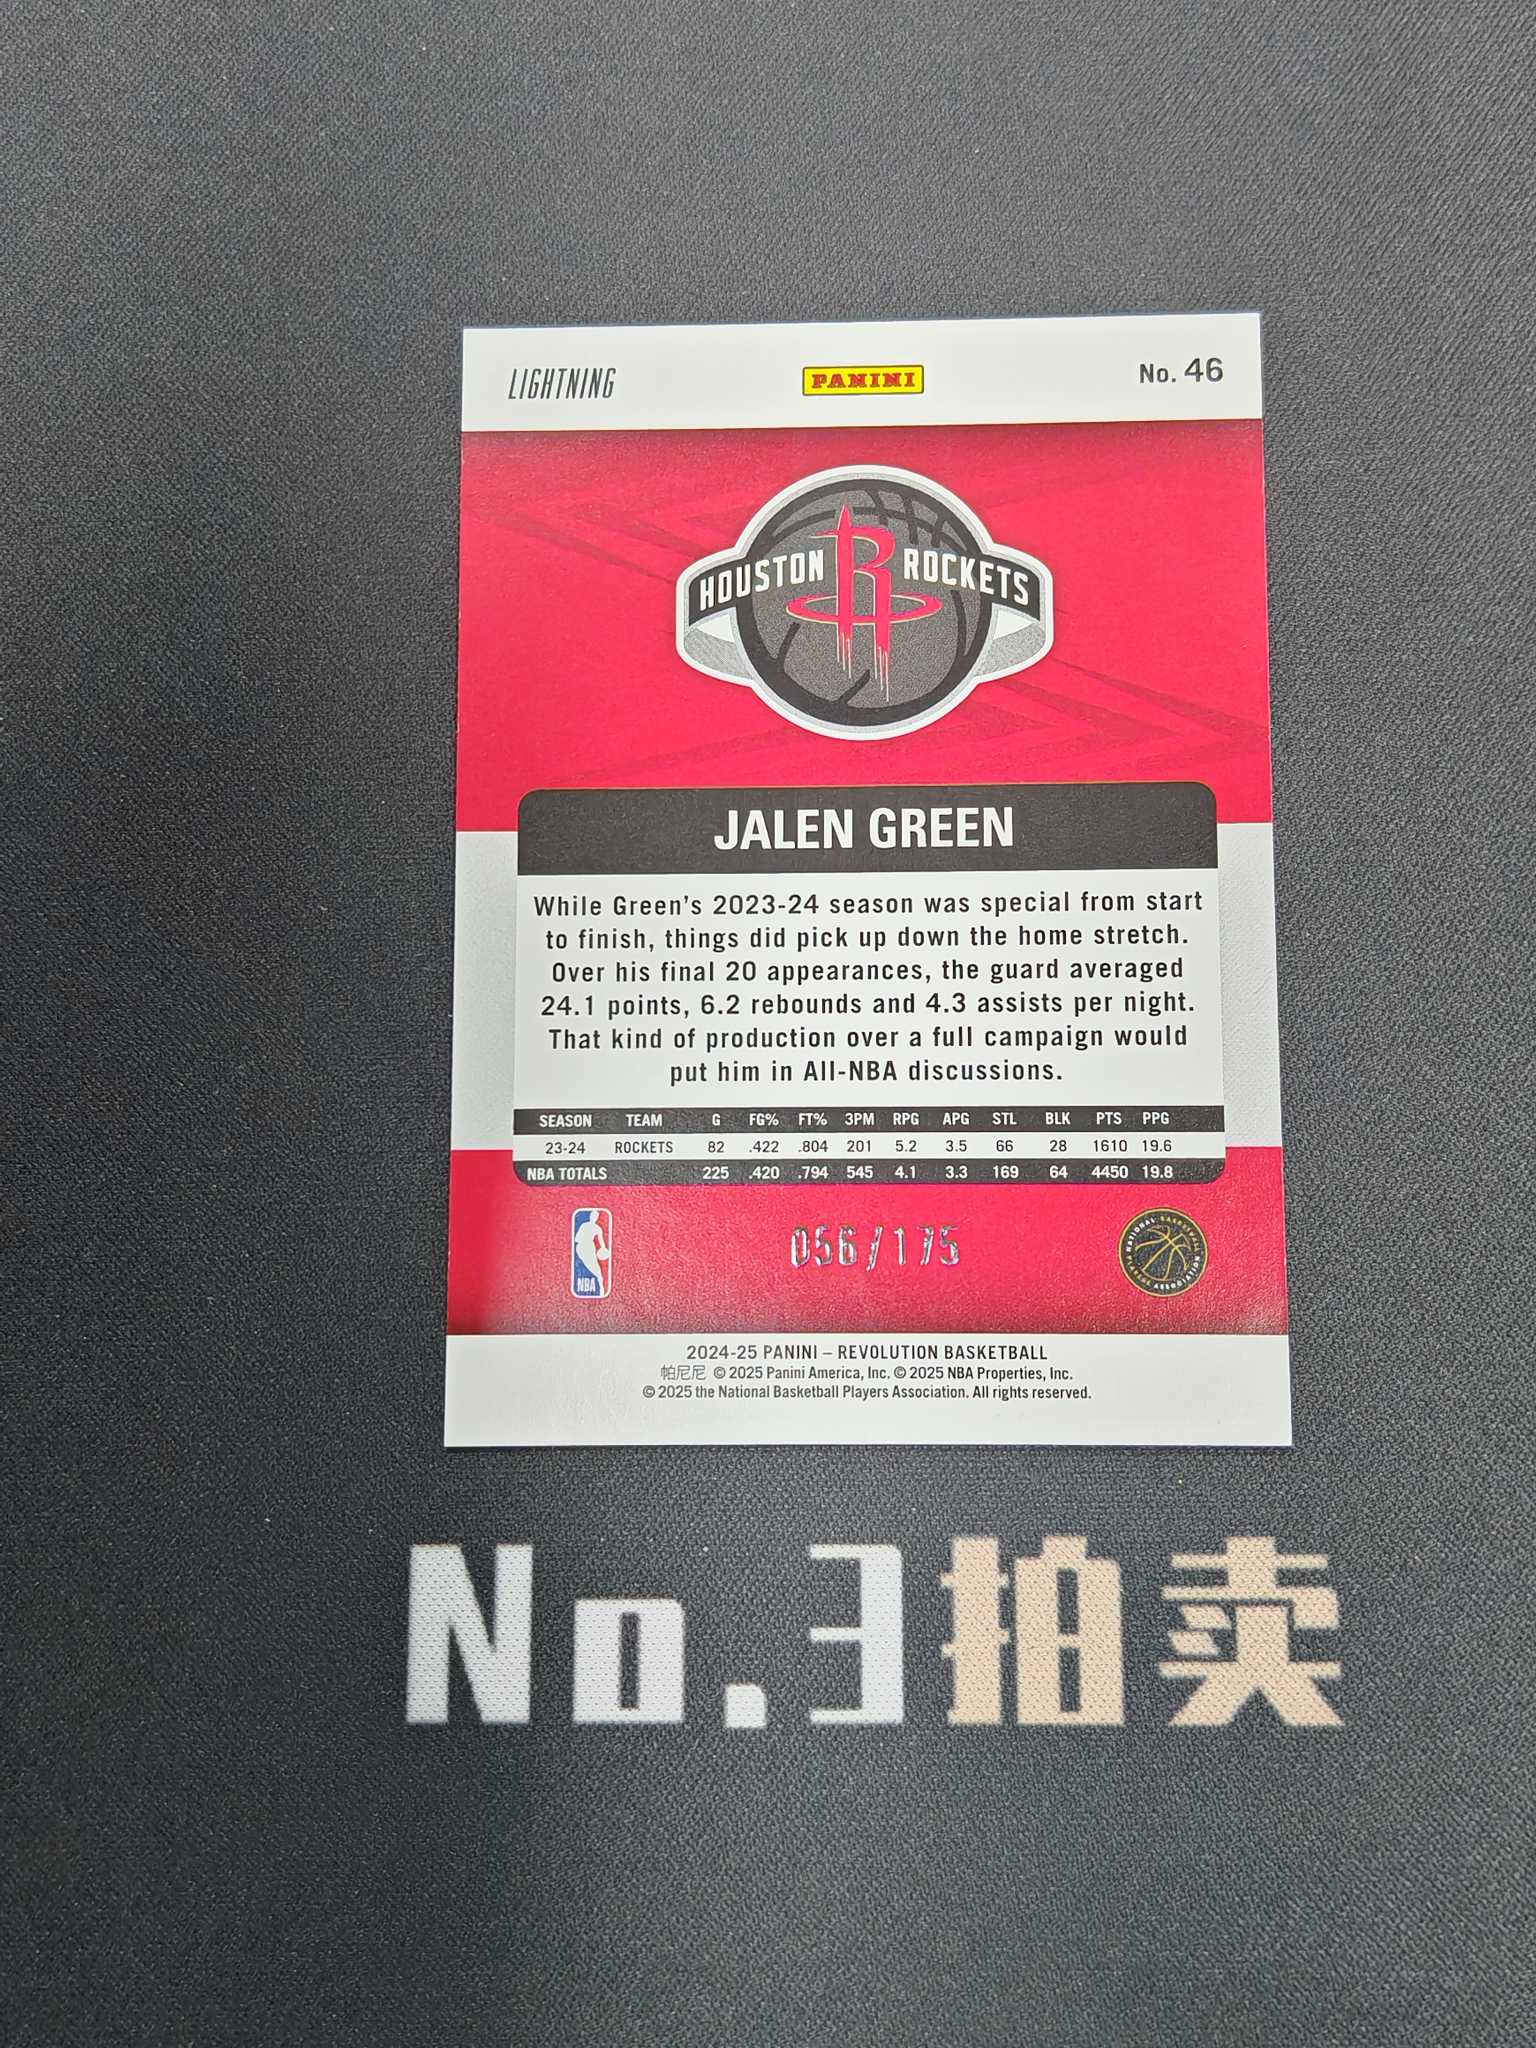 LIGHTNING
PANINI
No. 46
HOUSTON ROCKETS
JALEN GREEN
While Green's 2023-24 season was special from start
to finish, things did pick up down the home stretch.
Over his final 20 appearances, the guard averaged
24.1 points, 6.2 rebounds and 4.3 assists per night.
That kind of production over a full campaign would
put him in All-NBA discussions.
SEASON TEAM G FG% FT% 3PM RPG APG STL BLK PTS PPG
23-24 ROCKETS 82 .422 .804 201 5.2 3.5 66 28 1610 19.6
NBA TOTALS 225 .420 .794 545 4.1 3.3 169 64 4450 19.8
NBA
056/175
NATIONAL BASKETBALL PLAYERS ASSOCIATION
2024-25 PANINI – REVOLUTION BASKETBALL
帕尼尼 © 2025 Panini America, Inc. © 2025 NBA Properties, Inc.
© 2025 the National Basketball Players Association. All rights reserved.
No.3拍卖